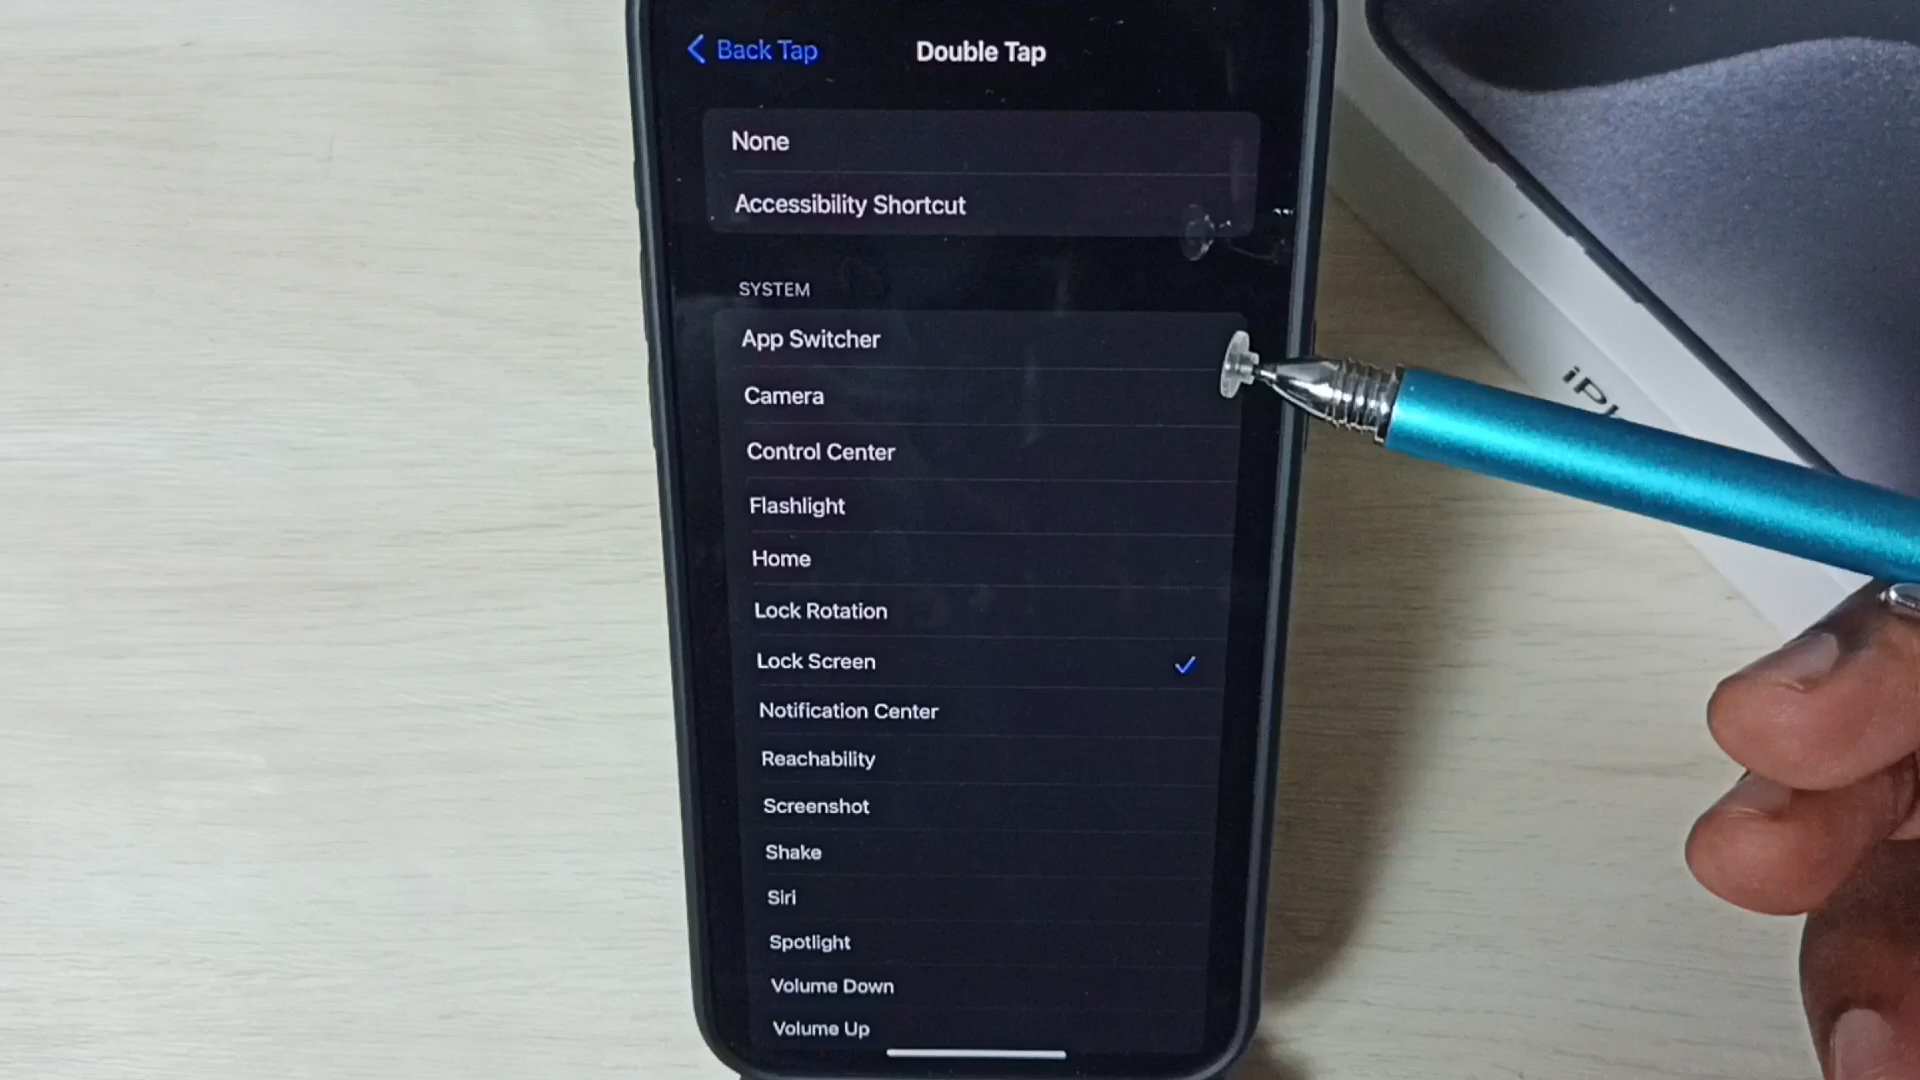 Back Tap
Double Tap
None
Accessibility Shortcut
SYSTEM
App Switcher
Camera
Control Center
Flashlight
Home
Lock Rotation
Lock Screen
Notification Center
Reachability
Screenshot
Shake
Siri
Spotlight
Volume Down
Volume Up